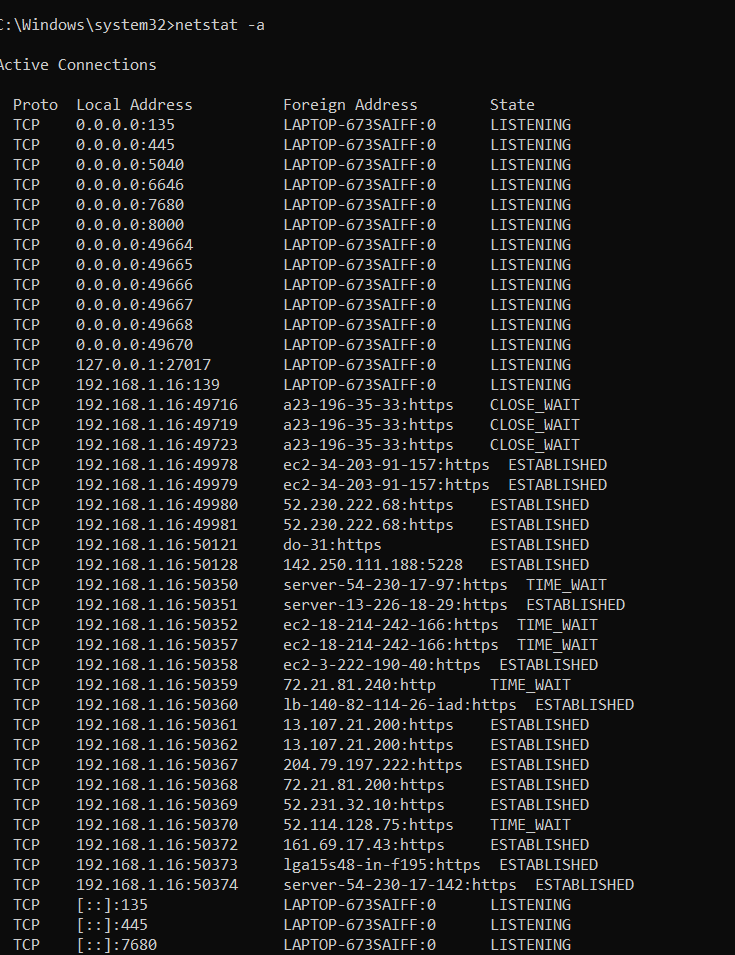 C:\Windows\system32>netstat -a
Active Connections
Proto  Local Address          Foreign Address        State
TCP    0.0.0.0:135            LAPTOP-673SAIFF:0      LISTENING
TCP    0.0.0.0:445            LAPTOP-673SAIFF:0      LISTENING
TCP    0.0.0.0:5040           LAPTOP-673SAIFF:0      LISTENING
TCP    0.0.0.0:6646           LAPTOP-673SAIFF:0      LISTENING
TCP    0.0.0.0:7680           LAPTOP-673SAIFF:0      LISTENING
TCP    0.0.0.0:8000           LAPTOP-673SAIFF:0      LISTENING
TCP    0.0.0.0:49664          LAPTOP-673SAIFF:0      LISTENING
TCP    0.0.0.0:49665          LAPTOP-673SAIFF:0      LISTENING
TCP    0.0.0.0:49666          LAPTOP-673SAIFF:0      LISTENING
TCP    0.0.0.0:49667          LAPTOP-673SAIFF:0      LISTENING
TCP    0.0.0.0:49668          LAPTOP-673SAIFF:0      LISTENING
TCP    0.0.0.0:49670          LAPTOP-673SAIFF:0      LISTENING
TCP    127.0.0.1:27017        LAPTOP-673SAIFF:0      LISTENING
TCP    192.168.1.16:139       LAPTOP-673SAIFF:0      LISTENING
TCP    192.168.1.16:49716     a23-196-35-33:https    CLOSE_WAIT
TCP    192.168.1.16:49719     a23-196-35-33:https    CLOSE_WAIT
TCP    192.168.1.16:49723     a23-196-35-33:https    CLOSE_WAIT
TCP    192.168.1.16:49978     ec2-34-203-91-157:https  ESTABLISHED
TCP    192.168.1.16:49979     ec2-34-203-91-157:https  ESTABLISHED
TCP    192.168.1.16:49980     52.230.222.68:https    ESTABLISHED
TCP    192.168.1.16:49981     52.230.222.68:https    ESTABLISHED
TCP    192.168.1.16:50121     do-31:https            ESTABLISHED
TCP    192.168.1.16:50128     142.250.111.188:5228   ESTABLISHED
TCP    192.168.1.16:50350     server-54-230-17-97:https  TIME_WAIT
TCP    192.168.1.16:50351     server-13-226-18-29:https  ESTABLISHED
TCP    192.168.1.16:50352     ec2-18-214-242-166:https  TIME_WAIT
TCP    192.168.1.16:50357     ec2-18-214-242-166:https  TIME_WAIT
TCP    192.168.1.16:50358     ec2-3-222-190-40:https  ESTABLISHED
TCP    192.168.1.16:50359     72.21.81.240:http      TIME_WAIT
TCP    192.168.1.16:50360     lb-140-82-114-26-iad:https  ESTABLISHED
TCP    192.168.1.16:50361     13.107.21.200:https    ESTABLISHED
TCP    192.168.1.16:50362     13.107.21.200:https    ESTABLISHED
TCP    192.168.1.16:50367     204.79.197.222:https   ESTABLISHED
TCP    192.168.1.16:50368     72.21.81.200:https     ESTABLISHED
TCP    192.168.1.16:50369     52.231.32.10:https     ESTABLISHED
TCP    192.168.1.16:50370     52.114.128.75:https    TIME_WAIT
TCP    192.168.1.16:50372     161.69.17.43:https     ESTABLISHED
TCP    192.168.1.16:50373     lga15s48-in-f195:https  ESTABLISHED
TCP    192.168.1.16:50374     server-54-230-17-142:https  ESTABLISHED
TCP    [::]:135               LAPTOP-673SAIFF:0      LISTENING
TCP    [::]:445               LAPTOP-673SAIFF:0      LISTENING
TCP    [::]:7680              LAPTOP-673SAIFF:0      LISTENING